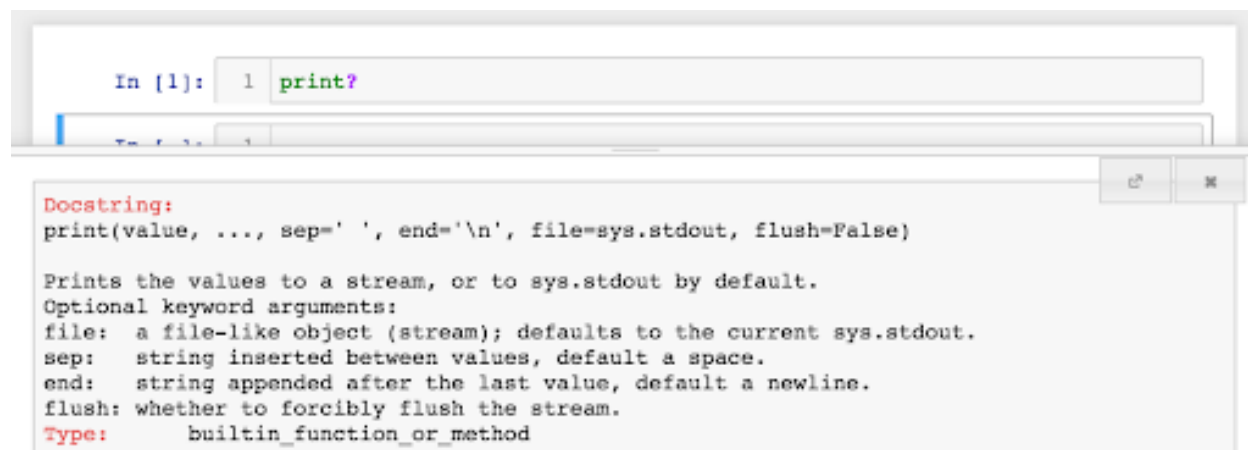 In [1]: 1 print?
In [ ]: 1
Docstring:
print(value, ..., sep=' ', end='\n', file=sys.stdout, flush=False)
Prints the values to a stream, or to sys.stdout by default.
Optional keyword arguments:
file:  a file-like object (stream); defaults to the current sys.stdout.
sep:   string inserted between values, default a space.
end:   string appended after the last value, default a newline.
flush: whether to forcibly flush the stream.
Type:      builtin_function_or_method